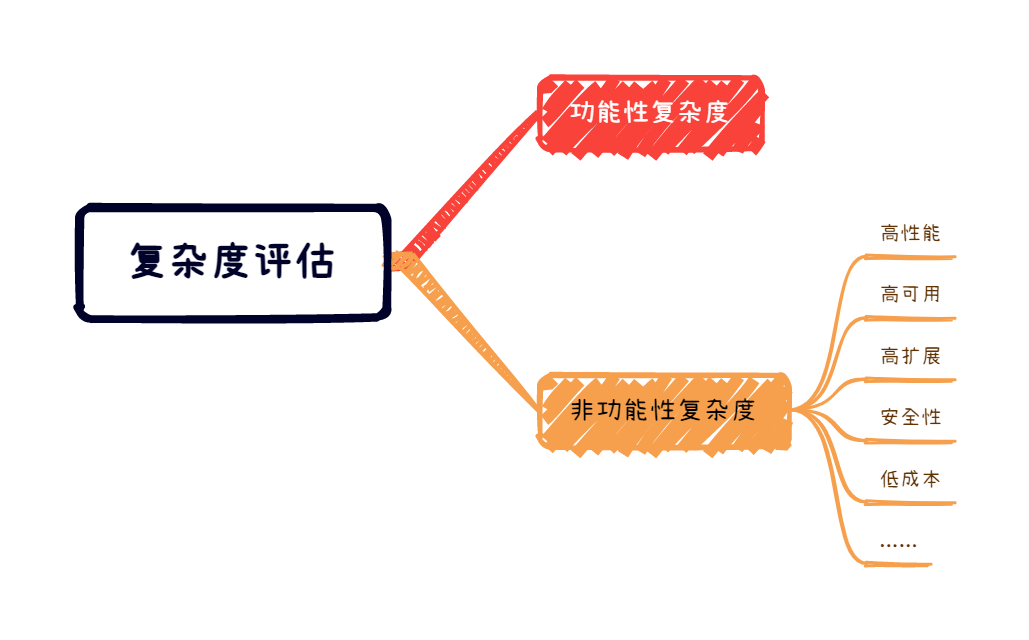 功能性复杂度
复杂度评估
高性能
高可用
高扩展
非功能性复杂度
安全性
低成本
......